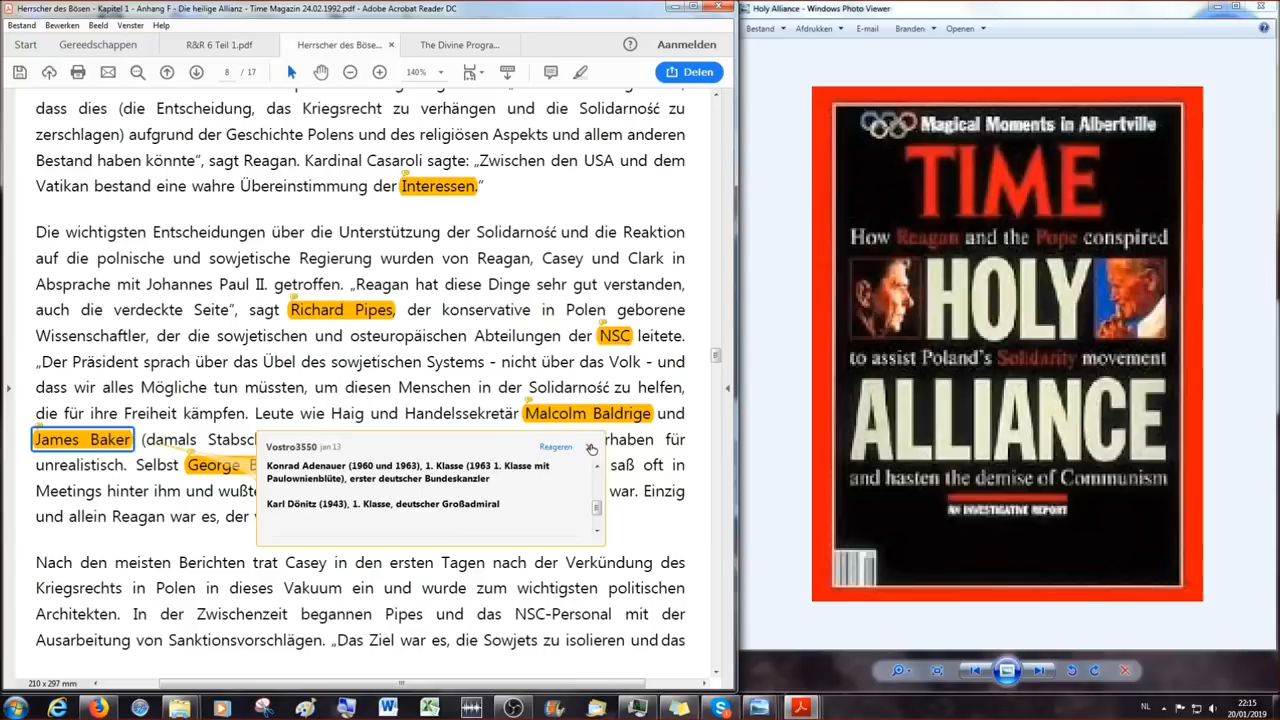 Herrscher des Bösen - Kapitel 1 - Anhang F - Die heilige Allianz - Time Magazin 24.02.1992.pdf - Adobe Acrobat Reader DC
Bestand Bewerken Beeld Venster Help
Start Gereedschappen R&R 6 Teil 1.pdf Herrscher des Böse... × The Divine Progra... Aanmelden
8 / 17 140% Delen
dass dies (die Entscheidung, das Kriegsrecht zu verhängen und die Solidarność zu
zerschlagen) aufgrund der Geschichte Polens und des religiösen Aspekts und allem anderen
Bestand haben könnte“, sagt Reagan. Kardinal Casaroli sagte: „Zwischen den USA und dem
Vatikan bestand eine wahre Übereinstimmung der Interessen.“
Die wichtigsten Entscheidungen über die Unterstützung der Solidarność und die Reaktion
auf die polnische und sowjetische Regierung wurden von Reagan, Casey und Clark in
Absprache mit Johannes Paul II. getroffen. „Reagan hat diese Dinge sehr gut verstanden,
auch die verdeckte Seite“, sagt Richard Pipes, der konservative in Polen geborene
Wissenschaftler, der die sowjetischen und osteuropäischen Abteilungen der NSC leitete.
„Der Präsident sprach über das Übel des sowjetischen Systems - nicht über das Volk - und
dass wir alles Mögliche tun müssten, um diesen Menschen in der Solidarność zu helfen,
die für ihre Freiheit kämpfen. Leute wie Haig und Handelssekretär Malcolm Baldrige und
James Baker (damals Stabsc rhaben für
unrealistisch. Selbst George B saß oft in
Meetings hinter ihm und wußte war. Einzig
und allein Reagan war es, der v
Vostro3550 jan 13 Reageren
Konrad Adenauer (1960 und 1963), 1. Klasse (1963 1. Klasse mit
Paulownienblüte), erster deutscher Bundeskanzler
Karl Dönitz (1943), 1. Klasse, deutscher Großadmiral
Nach den meisten Berichten trat Casey in den ersten Tagen nach der Verkündung des
Kriegsrechts in Polen in dieses Vakuum ein und wurde zum wichtigsten politischen
Architekten. In der Zwischenzeit begannen Pipes und das NSC-Personal mit der
Ausarbeitung von Sanktionsvorschlägen. „Das Ziel war es, die Sowjets zu isolieren und das
210 x 297 mm
Holy Alliance - Windows Photo Viewer
Bestand Afdrukken E-mail Branden Openen
Magical Moments in Albertville
TIME
How Reagan and the Pope conspired
HOLY
to assist Poland's Solidarity movement
ALLIANCE
and hasten the demise of Communism
AN INVESTIGATIVE REPORT
NL 22:15
20/01/2019